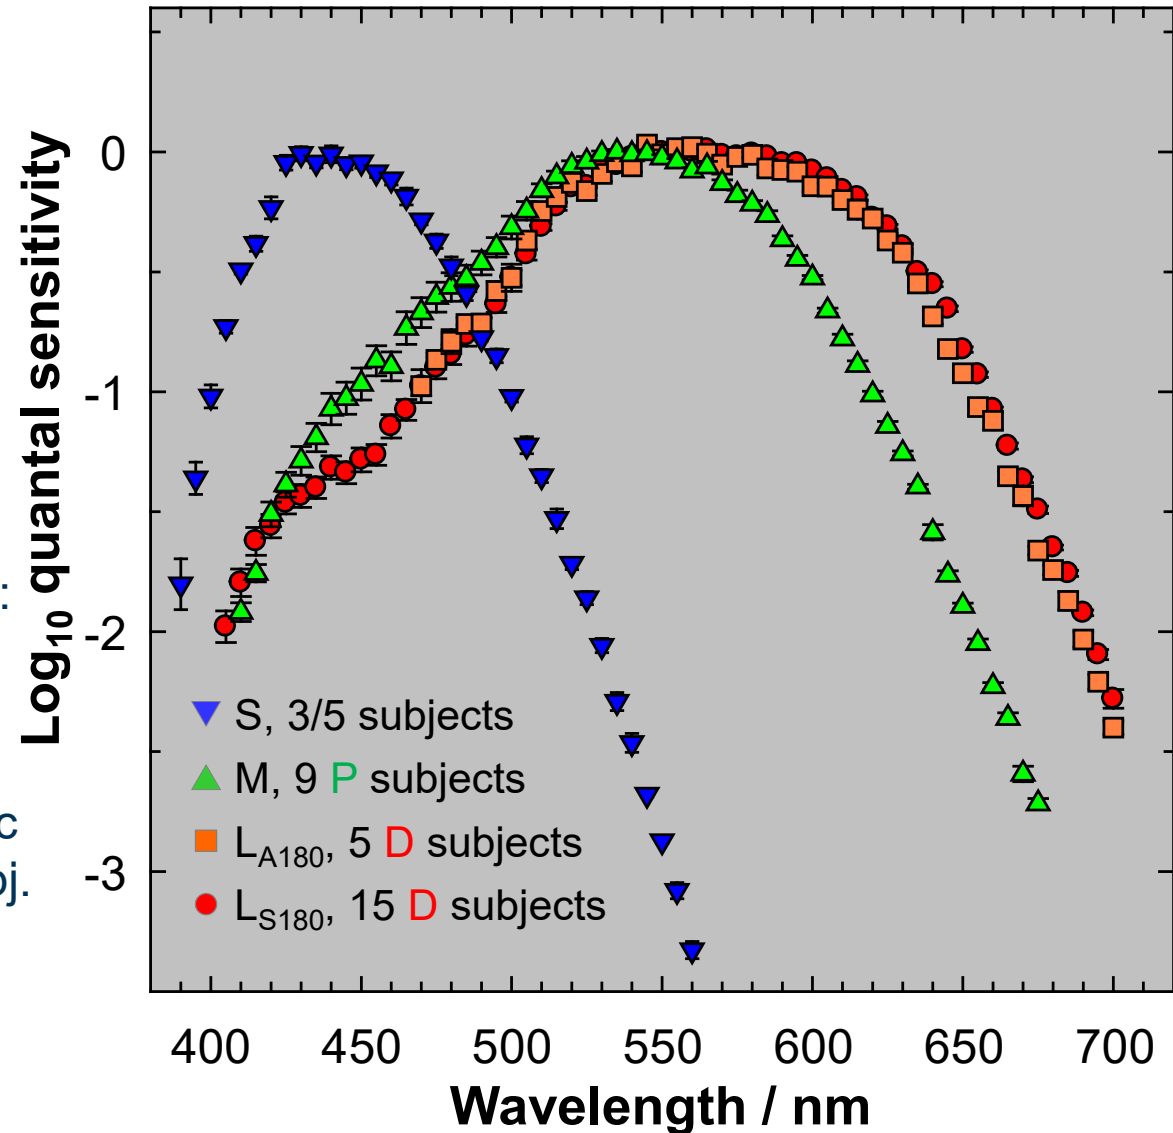 0
-1
-2
-3
Log10 quantal sensitivity
:
c
oj.
S, 3/5 subjects
M, 9 P subjects
LA180, 5 D subjects
LS180, 15 D subjects
400 450 500 550 600 650 700
Wavelength / nm